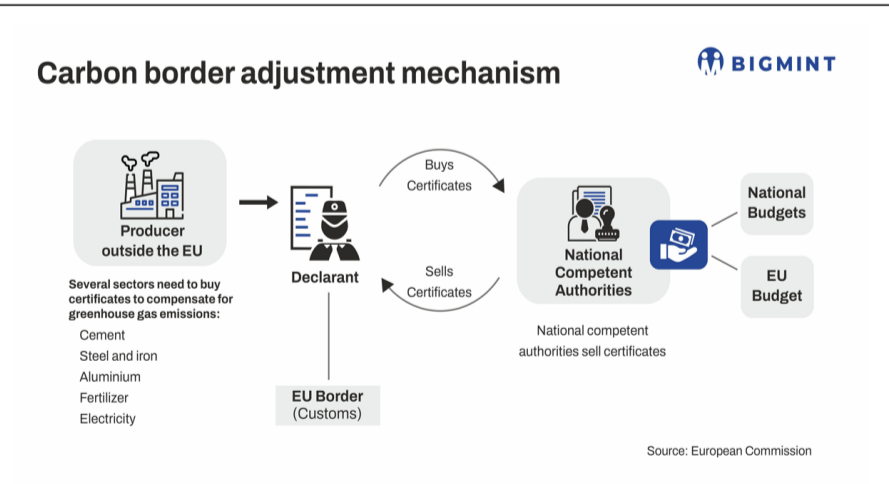 Carbon border adjustment mechanism
BIGMINT
Producer
outside the EU
Several sectors need to buy
certificates to compensate for
greenhouse gas emissions:
Cement
Steel and iron
Aluminium
Fertilizer
Electricity
Declarant
EU Border
(Customs)
Buys
Certificates
Sells
Certificates
National
Competent
Authorities
National competent
authorities sell certificates
National
Budgets
EU
Budget
Source: European Commission